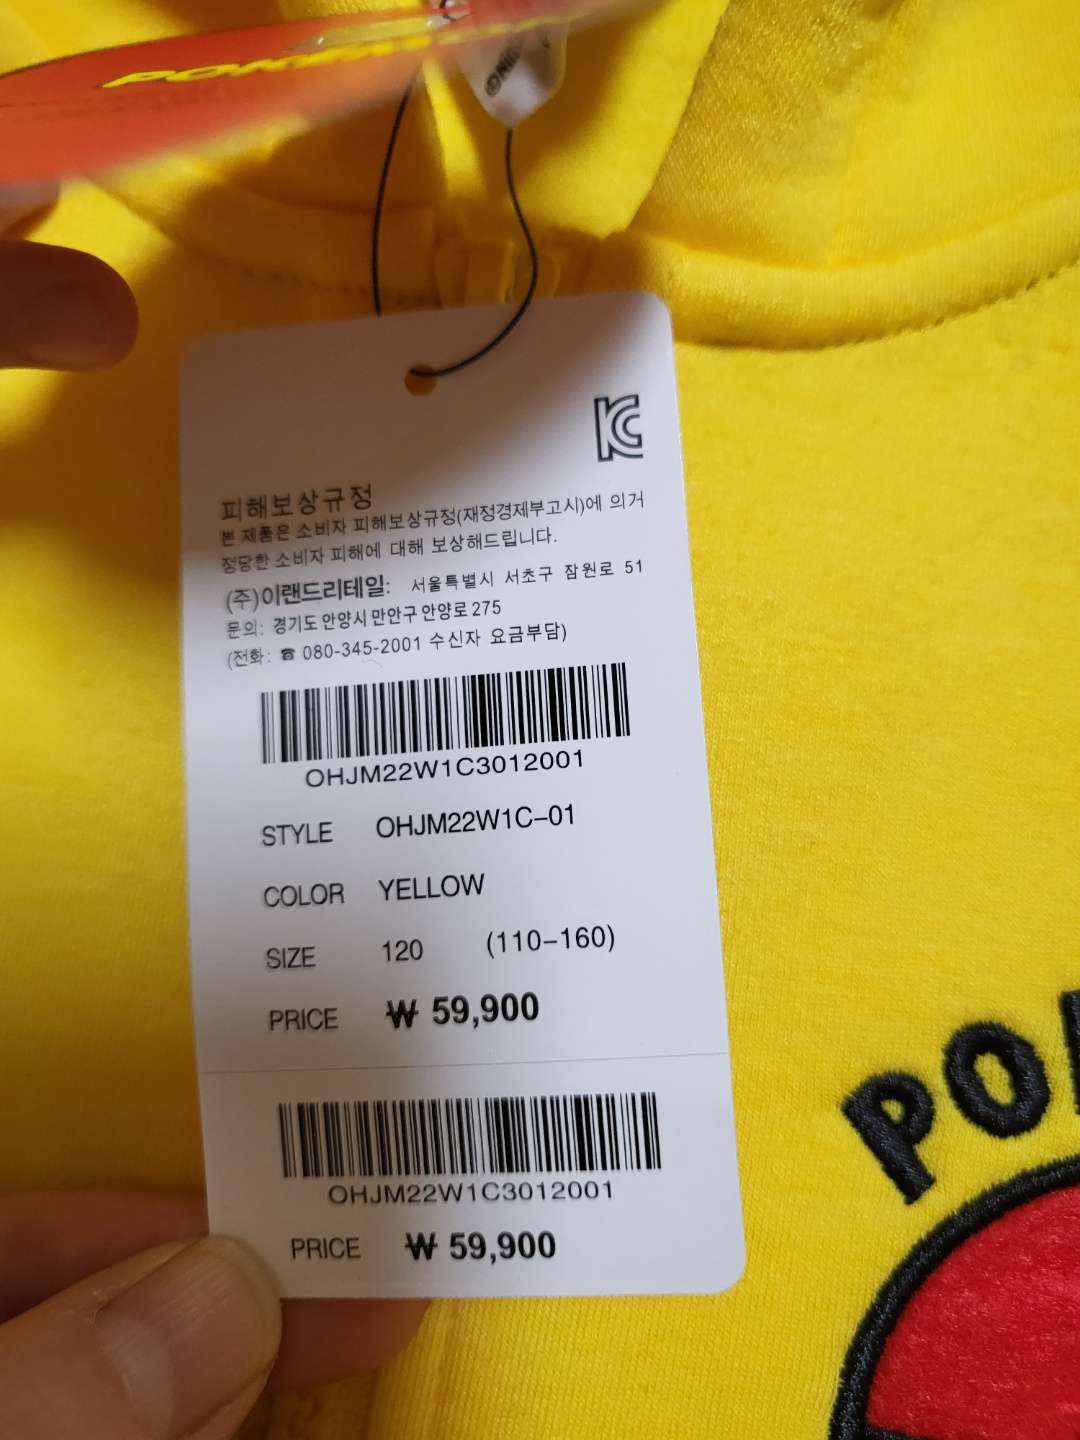 POKÉMON
피해보상규정
본 제품은 소비자 피해보상규정(재정경제부고시)에 의거
정당한 소비자 피해에 대해 보상해드립니다.
(주)이랜드리테일: 서울특별시 서초구 잠원로 51
문의: 경기도 안양시 만안구 안양로 275
(전화: ☎ 080-345-2001 수신자 요금부담)
OHJM22W1C3012001
STYLE OHJM22W1C-01
COLOR YELLOW
SIZE 120 (110-160)
PRICE ₩ 59,900
OHJM22W1C3012001
PRICE ₩ 59,900